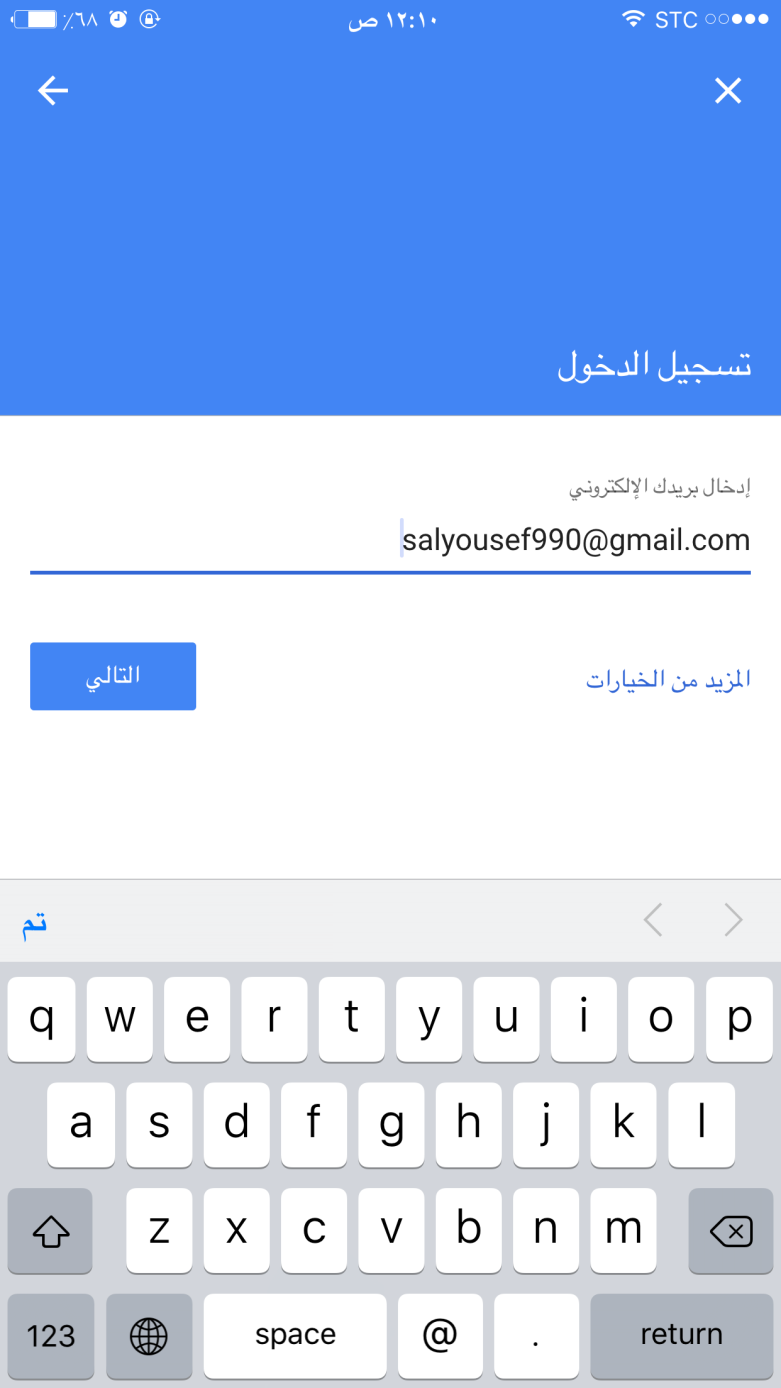 ٪٦٨ ١٢:١٠ ص STC
تسجيل الدخول
إدخال بريدك الإلكتروني
salyousef990@gmail.com
المزيد من الخيارات التالي
تم
q w e r t y u i o p
a s d f g h j k l
z x c v b n m
123 space @ . return